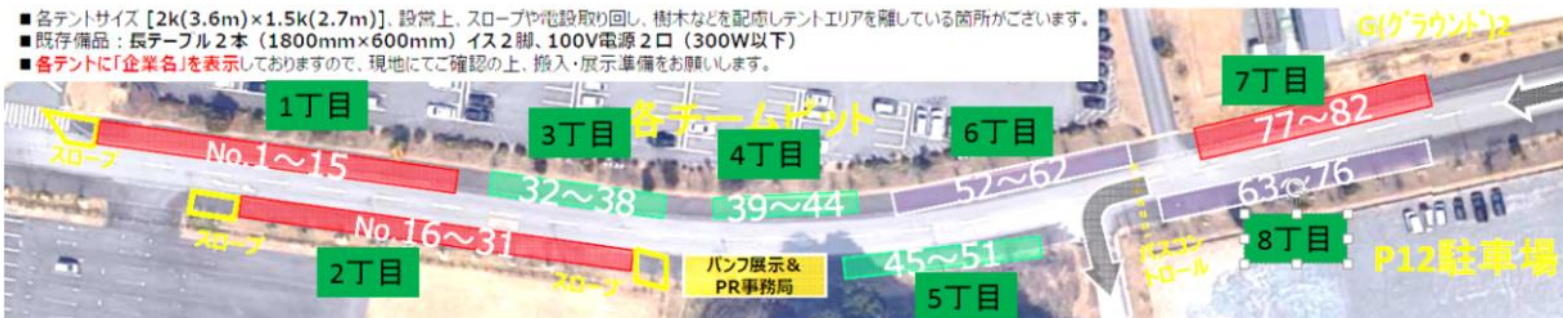 ■ 各テントサイズ [2k(3.6m)×1.5k(2.7m)]、設営上、スロープや電設取り回し、樹木などを配慮しテントエリアを離している箇所がございます。
■ 既存備品：長テーブル２本（1800mm×600mm）イス２脚、100V電源２口（300W以下）
■ 各テントに「企業名」を表示しておりますので、現地にてご確認の上、搬入・展示準備をお願いします。
G(グラウンド)2
7丁目
1丁目
3丁目
各チームピット
4丁目
6丁目
77～82
スロープ
No.1～15
32～38
39～44
52～62
63～76
スロープ
No.16～31
2丁目
スロープ
パンフ展示＆
PR事務局
45～51
5丁目
バスコン
トロール
8丁目
P12駐車場